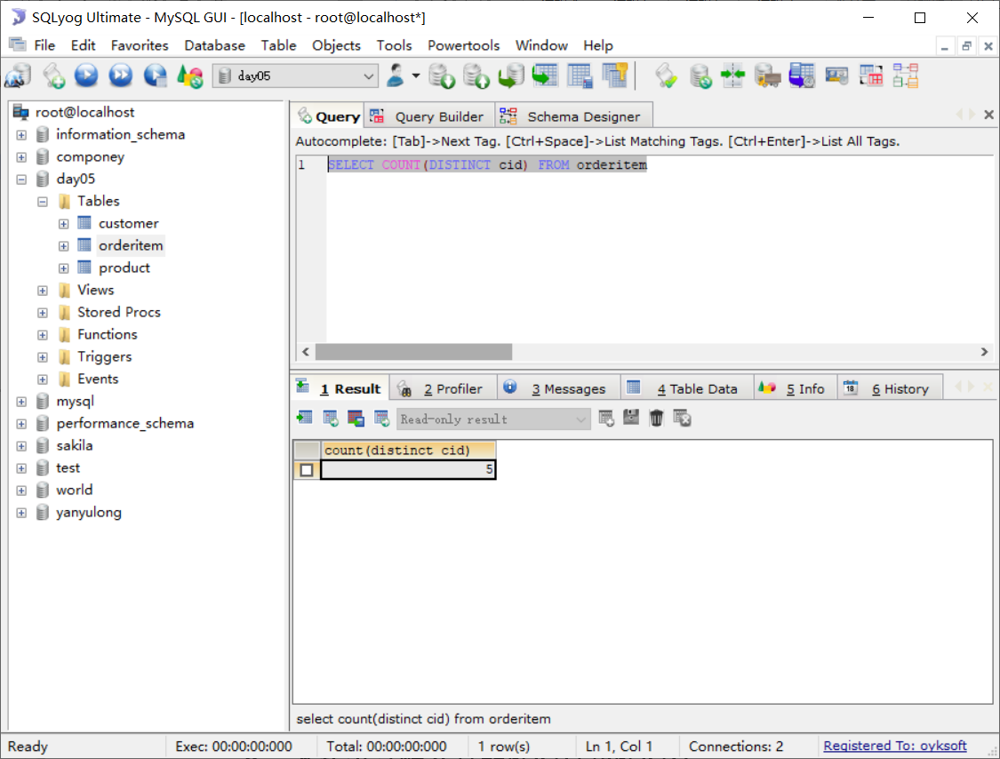 SQLyog Ultimate - MySQL GUI - [localhost - root@localhost*]
File Edit Favorites Database Table Objects Tools Powertools Window Help
day05
root@localhost
information_schema
componey
day05
Tables
customer
orderitem
product
Views
Stored Procs
Functions
Triggers
Events
mysql
performance_schema
sakila
test
world
yanyulong
Query Query Builder Schema Designer
Autocomplete: [Tab]->Next Tag. [Ctrl+Space]->List Matching Tags. [Ctrl+Enter]->List All Tags.
1 SELECT COUNT(DISTINCT cid) FROM orderitem
1 Result 2 Profiler 3 Messages 4 Table Data 18 5 Info 6 History
Read-only result
count(distinct cid)
5
select count(distinct cid) from orderitem
Ready Exec: 00:00:00:000 Total: 00:00:00:000 1 row(s) Ln 1, Col 1 Connections: 2 Registered To: oyksoft